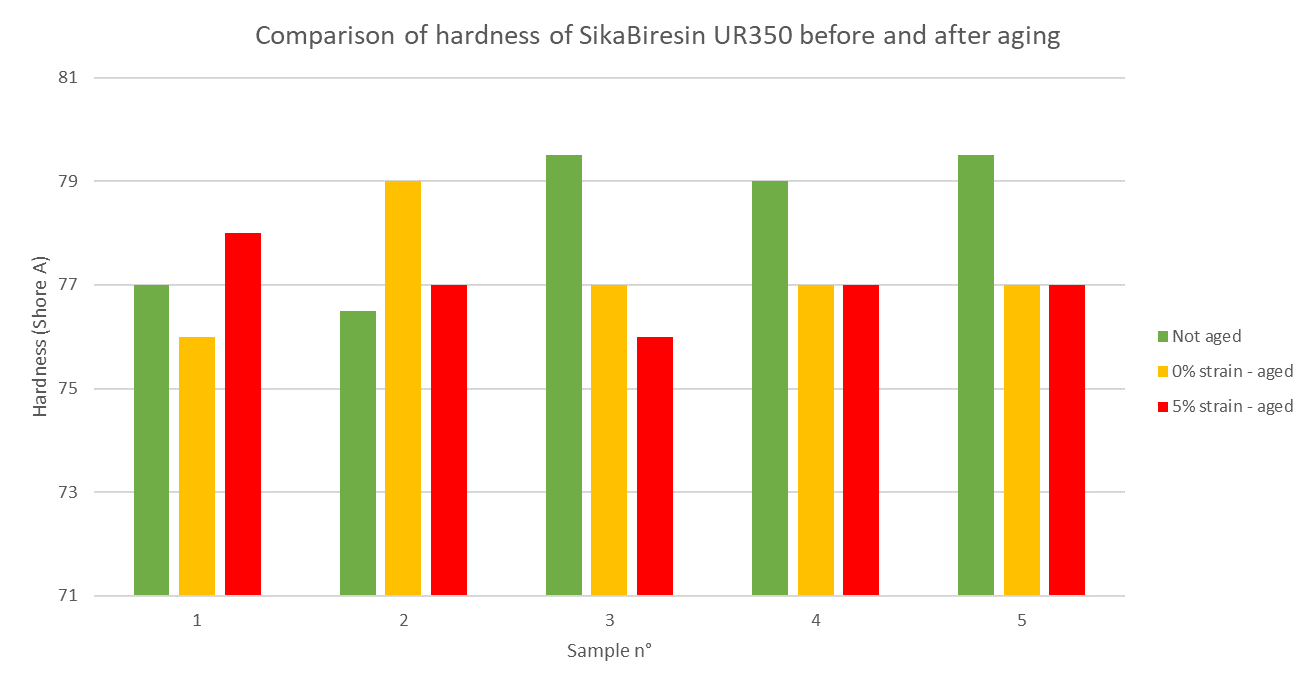 Comparison of hardness of SikaBiresin UR350 before and after aging
81
79
77
75
73
71
Hardness (Shore A)
1 2 3 4 5
Sample n°
Not aged
0% strain - aged
5% strain - aged